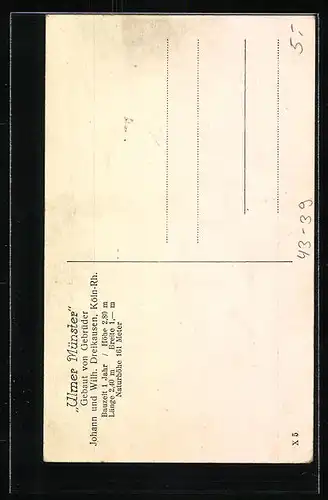 „Ulmer Münster"
Gebaut von Gebrüder
Johann und Wilh. Dreikausen, Köln-Rh.
Bauzeit 1 Jahr / Höhe 2,80 m
Länge 2,40 m Breite 1,— m
Naturhöhe 161 Meter
X 5
43-39
5.-